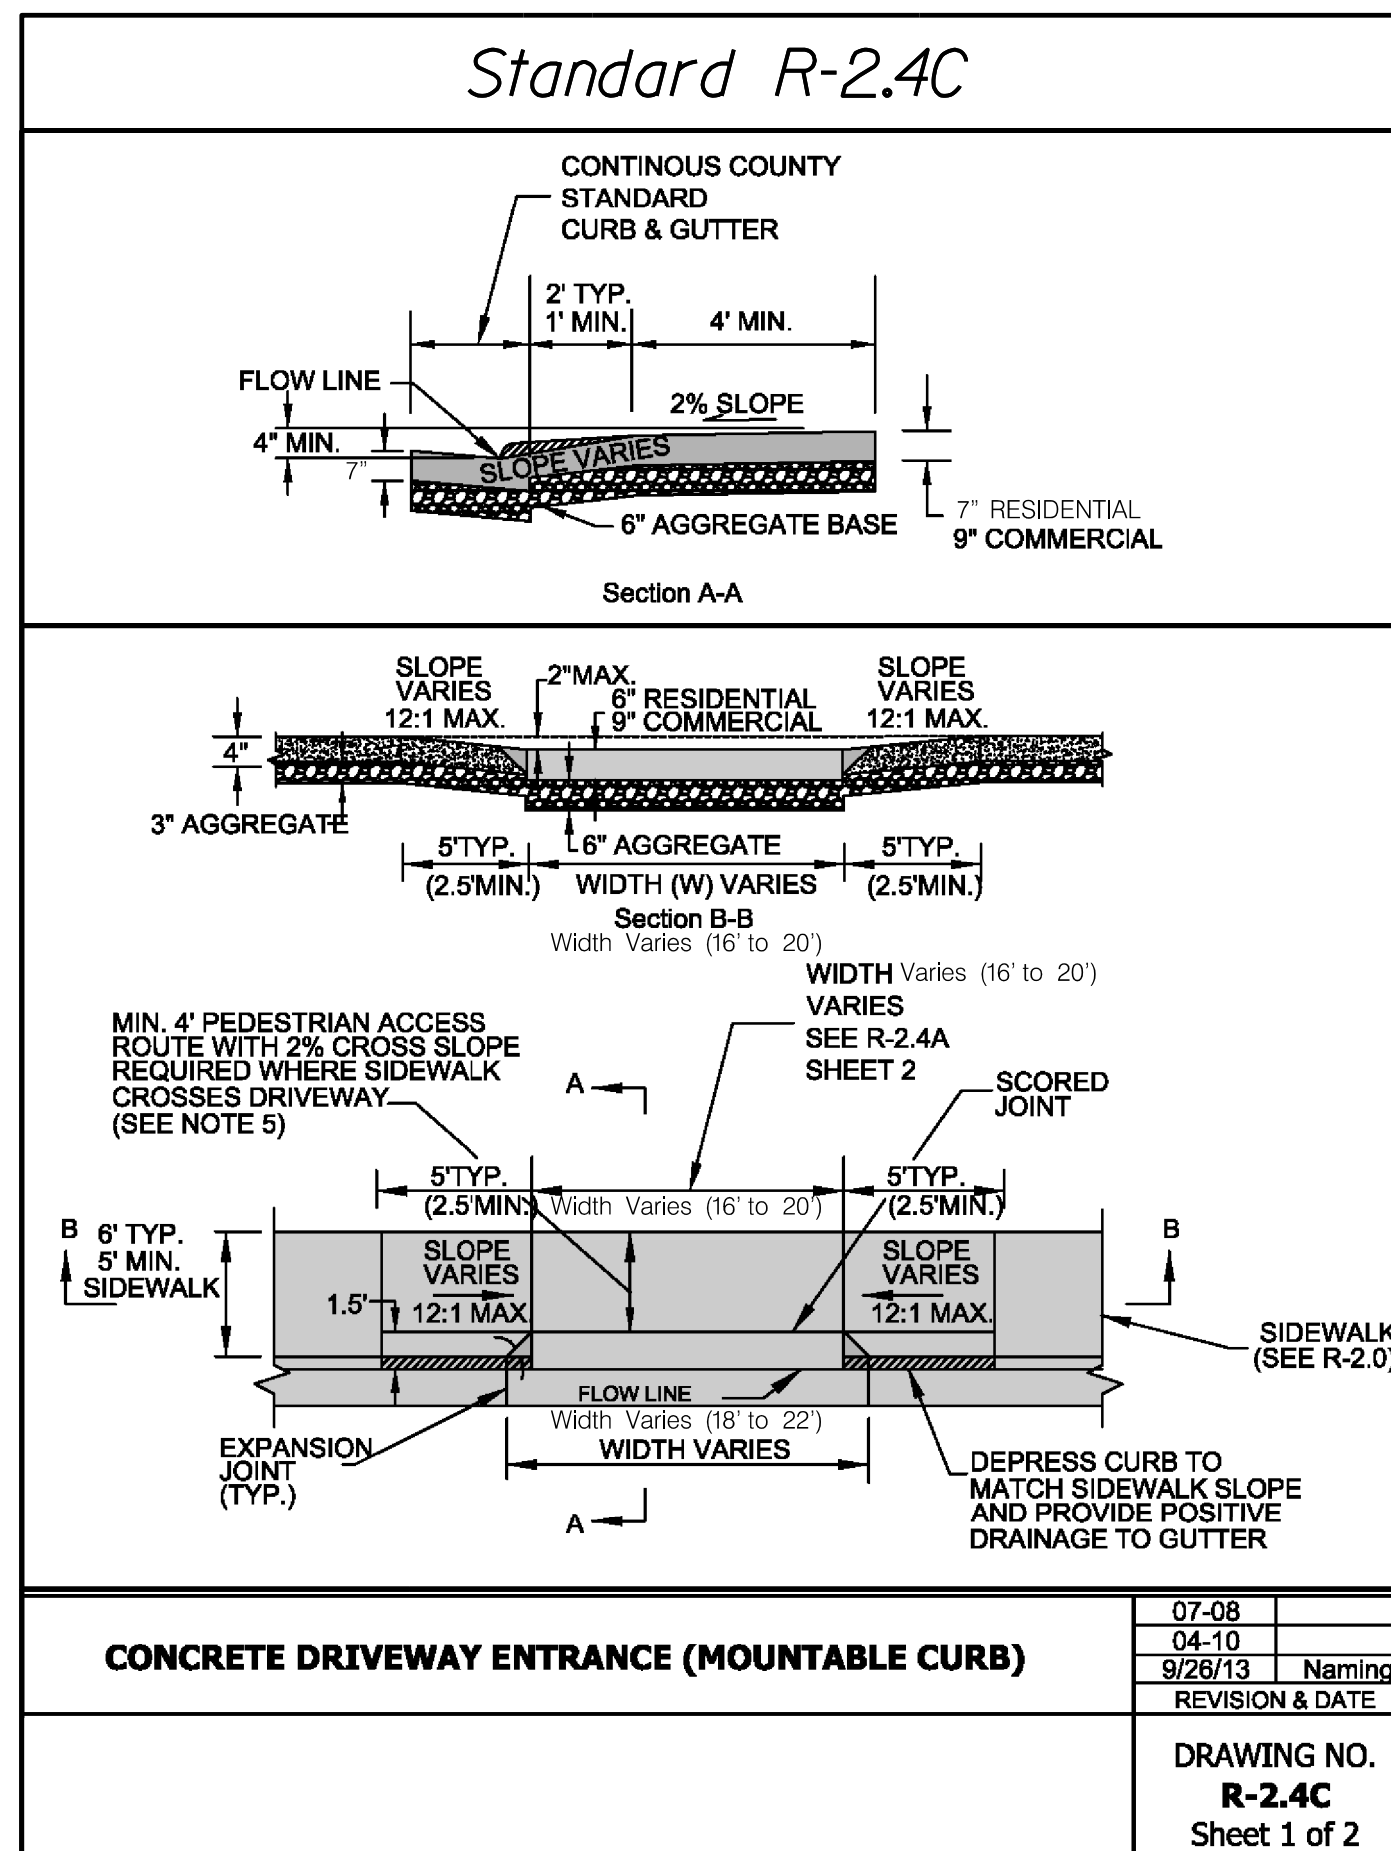 Standard R-2.4C
CONTINOUS COUNTY
STANDARD
CURB & GUTTER
2' TYP.
1' MIN.
4' MIN.
FLOW LINE
2% SLOPE
4" MIN.
7"
SLOPE VARIES
6" AGGREGATE BASE
7" RESIDENTIAL
9" COMMERCIAL
Section A-A
SLOPE
VARIES
12:1 MAX.
2"MAX.
6" RESIDENTIAL
9" COMMERCIAL
SLOPE
VARIES
12:1 MAX.
4"
3" AGGREGATE
6" AGGREGATE
5'TYP.
(2.5'MIN.)
WIDTH (W) VARIES
5'TYP.
(2.5'MIN.)
Section B-B
Width Varies (16' to 20')
WIDTH Varies (16' to 20')
VARIES
SEE R-2.4A
SHEET 2
MIN. 4' PEDESTRIAN ACCESS
ROUTE WITH 2% CROSS SLOPE
REQUIRED WHERE SIDEWALK
CROSSES DRIVEWAY
(SEE NOTE 5)
A
SCORED
JOINT
5'TYP.
(2.5'MIN.)
Width Varies (16' to 20')
5'TYP.
(2.5'MIN.)
B
6' TYP.
5' MIN.
SIDEWALK
SLOPE
VARIES
12:1 MAX.
SLOPE
VARIES
12:1 MAX.
B
1.5'
SIDEWALK
(SEE R-2.0)
FLOW LINE
Width Varies (18' to 22')
WIDTH VARIES
EXPANSION
JOINT
(TYP.)
DEPRESS CURB TO
MATCH SIDEWALK SLOPE
AND PROVIDE POSITIVE
DRAINAGE TO GUTTER
A
CONCRETE DRIVEWAY ENTRANCE (MOUNTABLE CURB)
07-08
04-10
9/26/13 Naming
REVISION & DATE
DRAWING NO.
R-2.4C
Sheet 1 of 2